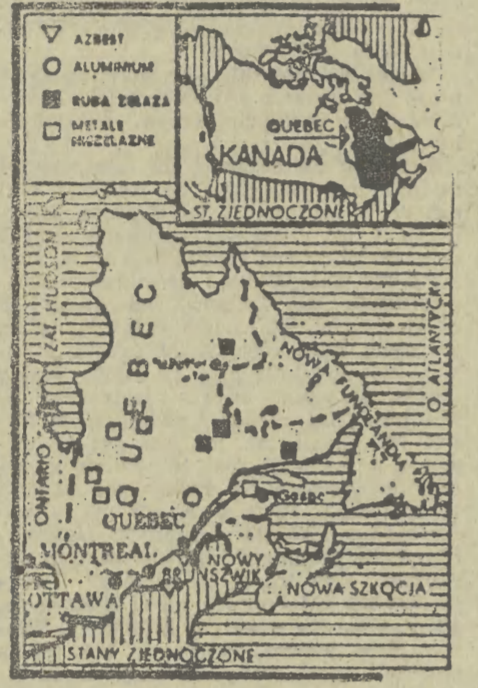 AZBEST
ALUMINIUM
RUDA ŻELAZA
METALE
NIEŻELAZNE
QUEBEC
KANADA
ST. ZJEDNOCZONE
ZAT. HUDSON
QUEBEC
NOWA FUNDLANDIA
O. ATLANTYCKI
ONTARIO
Gaspé
QUEBEC
MONTREAL
NOWY
BRUNSZWIK
NOWA SZKOCJA
OTTAWA
STANY ZJEDNOCZONE